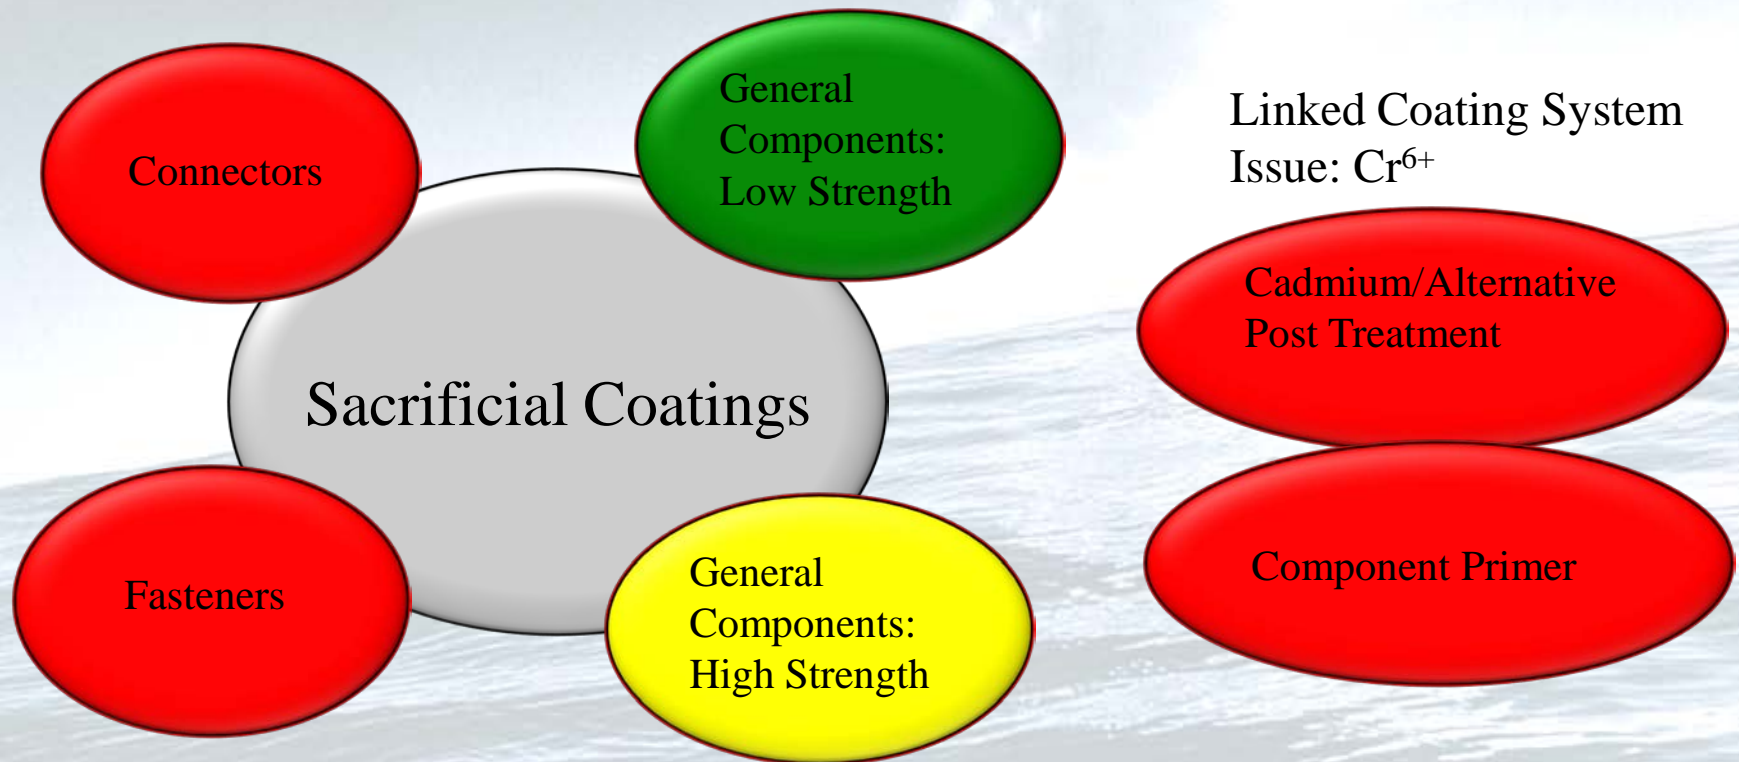 Connectors
General
Components:
Low Strength
Sacrificial Coatings
Fasteners
General
Components:
High Strength
Linked Coating System
Issue: Cr⁶⁺
Cadmium/Alternative
Post Treatment
Component Primer